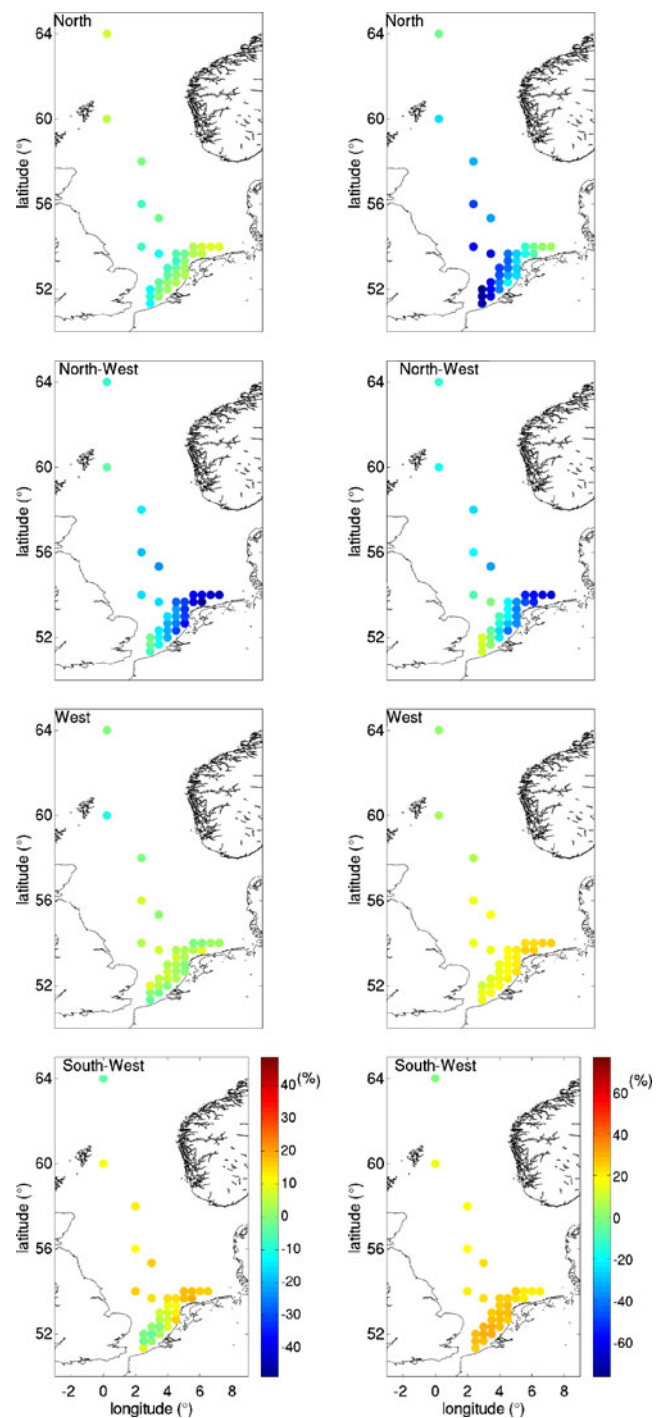 North
64
60
56
52
latitude (°)
North
64
60
56
52
latitude (°)
North-West
64
60
56
52
latitude (°)
North-West
64
60
56
52
latitude (°)
West
64
60
56
52
latitude (°)
West
64
60
56
52
latitude (°)
South-West
64
60
56
52
latitude (°)
-2 0 2 4 6 8
longitude (°)
(%)
40
30
20
10
0
-10
-20
-30
-40
South-West
64
60
56
52
latitude (°)
-2 0 2 4 6 8
longitude (°)
(%)
60
40
20
0
-20
-40
-60